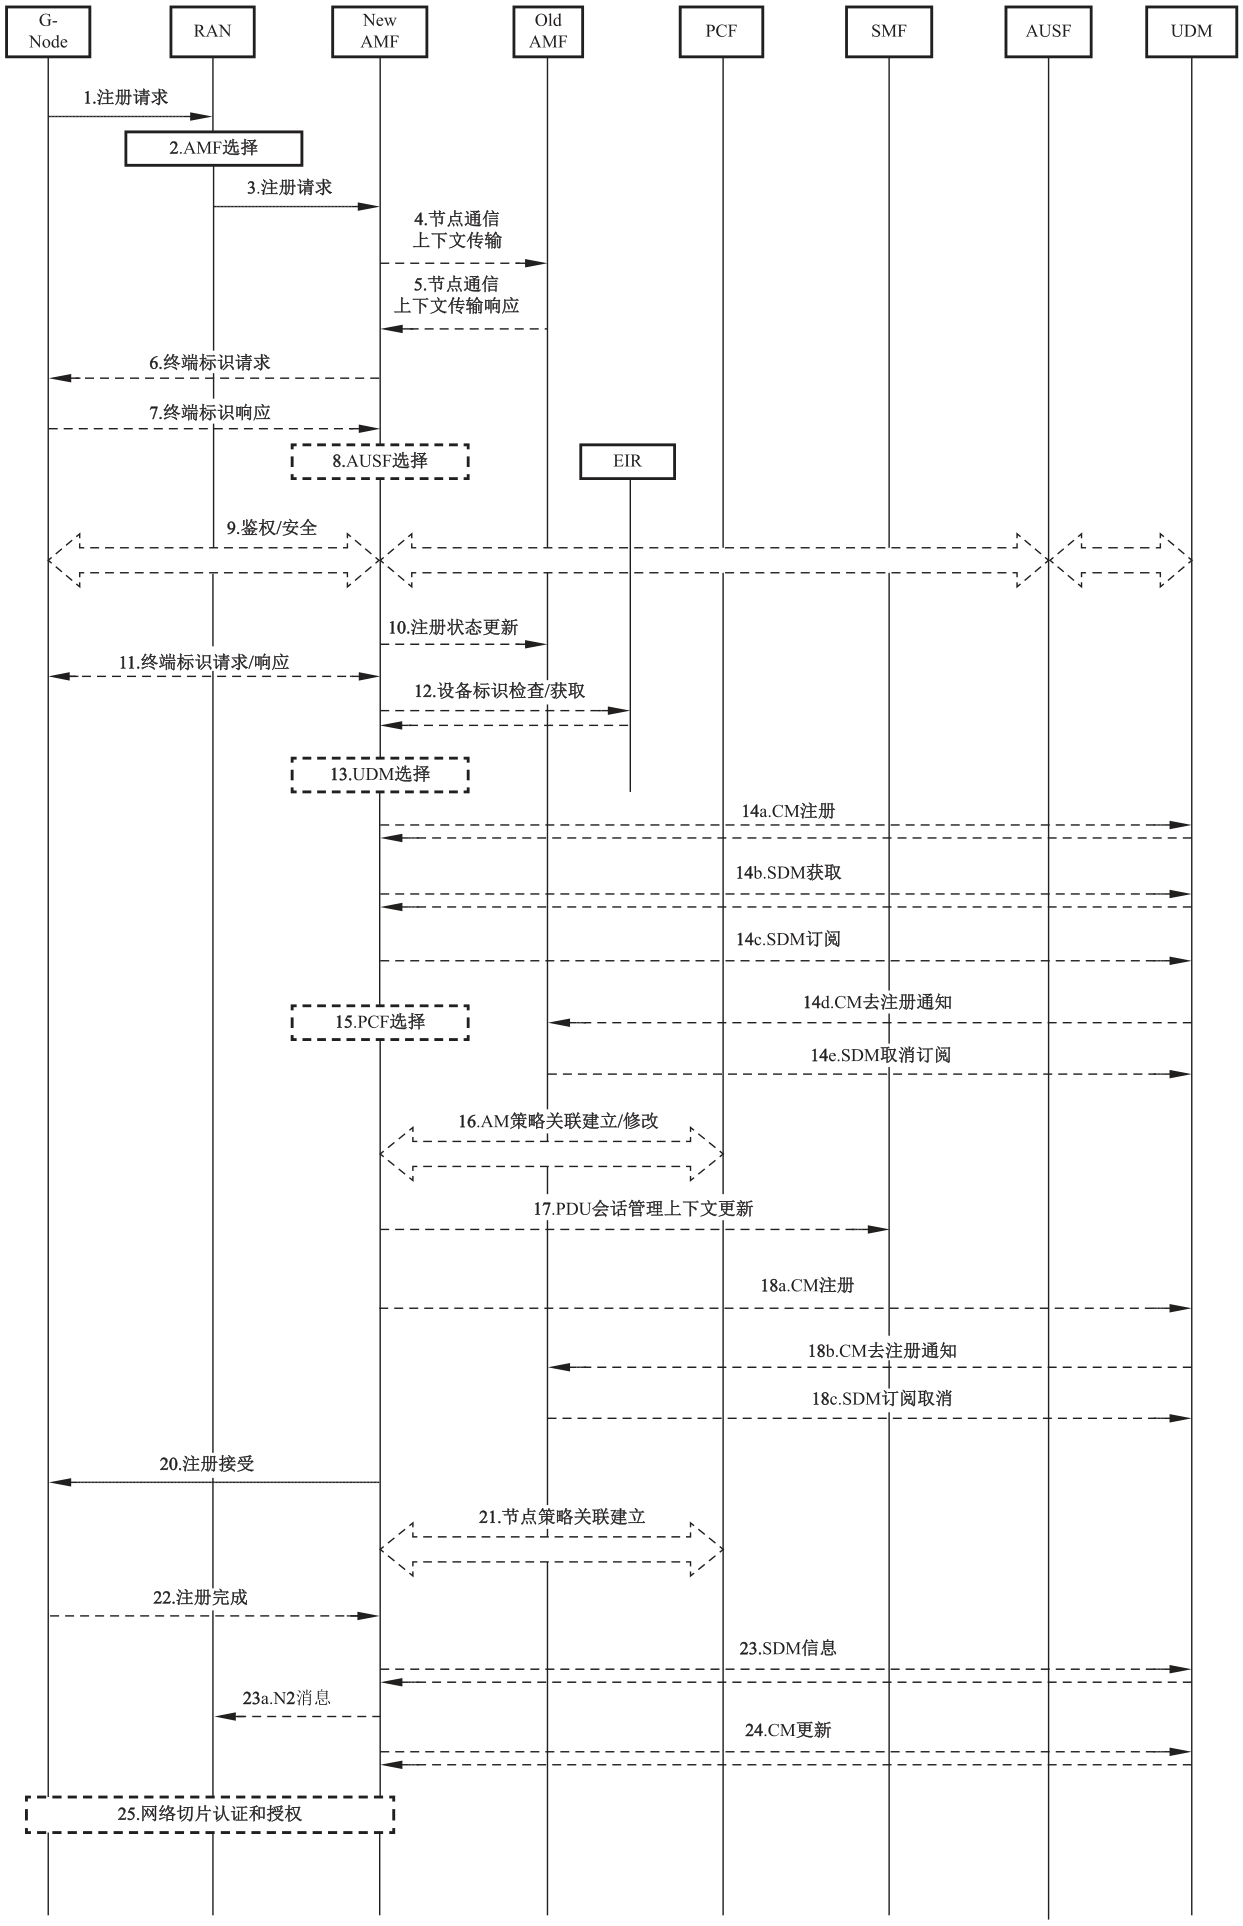 G-
Node
RAN
New
AMF
Old
AMF
PCF
SMF
AUSF
UDM
1.注册请求
2.AMF选择
3.注册请求
4.节点通信
上下文传输
5.节点通信
上下文传输响应
6.终端标识请求
7.终端标识响应
8.AUSF选择
EIR
9.鉴权/安全
10.注册状态更新
11.终端标识请求/响应
12.设备标识检查/获取
13.UDM选择
14a.CM注册
14b.SDM获取
14c.SDM订阅
14d.CM去注册通知
15.PCF选择
14e.SDM取消订阅
16.AM策略关联建立/修改
17.PDU会话管理上下文更新
18a.CM注册
18b.CM去注册通知
18c.SDM订阅取消
20.注册接受
21.节点策略关联建立
22.注册完成
23.SDM信息
23a.N2消息
24.CM更新
25.网络切片认证和授权